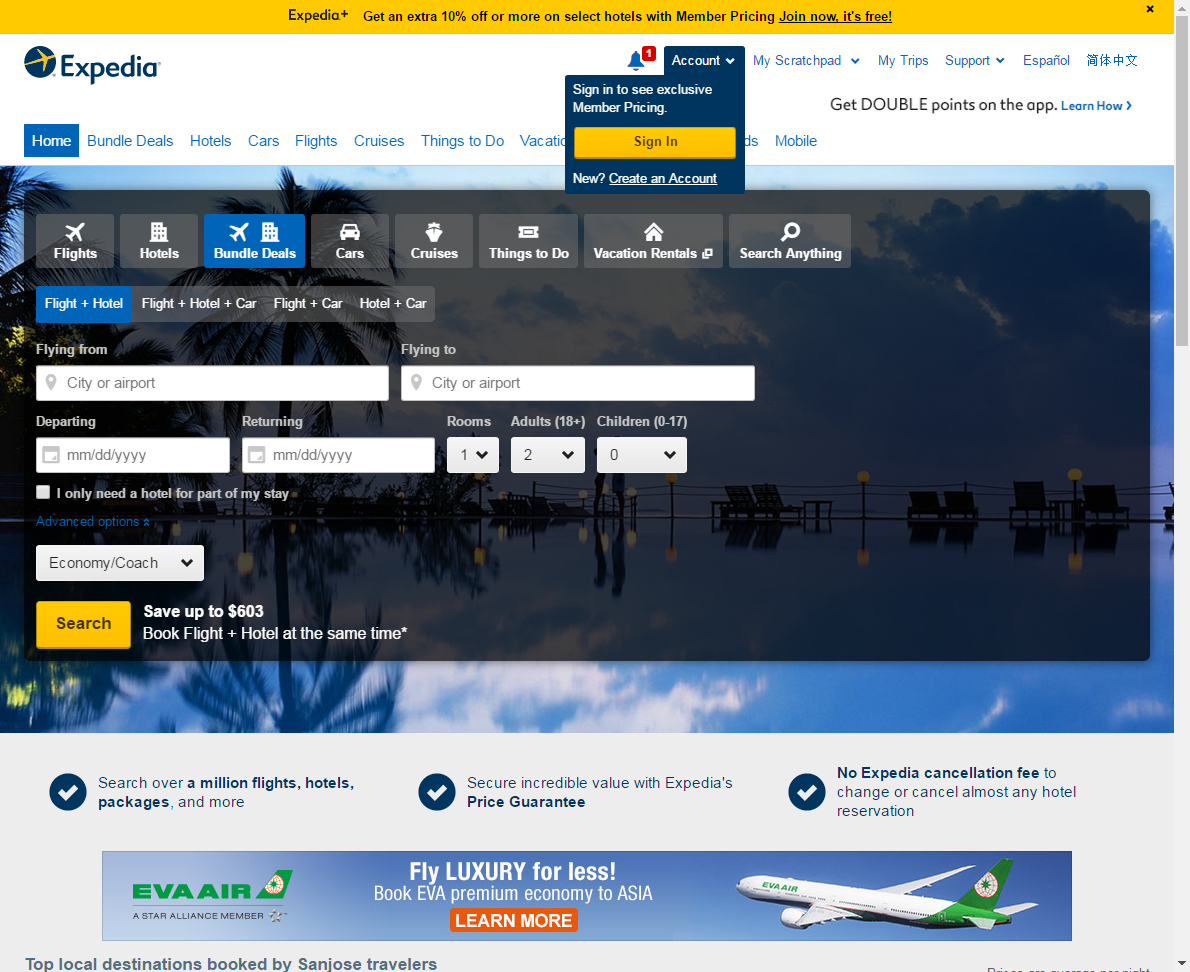 Expedia+ Get an extra 10% off or more on select hotels with Member Pricing Join now, it's free!
Expedia
1
Account
My Scratchpad
My Trips
Support
Español
简体中文
Sign in to see exclusive
Member Pricing.
Sign In
New? Create an Account
Get DOUBLE points on the app. Learn How
Home
Bundle Deals
Hotels
Cars
Flights
Cruises
Things to Do
Vacatio
ds
Mobile
Flights
Hotels
Bundle Deals
Cars
Cruises
Things to Do
Vacation Rentals
Search Anything
Flight + Hotel
Flight + Hotel + Car
Flight + Car
Hotel + Car
Flying from
Flying to
City or airport
City or airport
Departing
Returning
Rooms
Adults (18+)
Children (0-17)
mm/dd/yyyy
mm/dd/yyyy
1
2
0
I only need a hotel for part of my stay
Advanced options
Economy/Coach
Search
Save up to $603
Book Flight + Hotel at the same time*
Search over a million flights, hotels,
packages, and more
Secure incredible value with Expedia's
Price Guarantee
No Expedia cancellation fee to
change or cancel almost any hotel
reservation
EVA AIR
A STAR ALLIANCE MEMBER
Fly LUXURY for less!
Book EVA premium economy to ASIA
LEARN MORE
EVA AIR
Top local destinations booked by Sanjose travelers
Prices are average per night